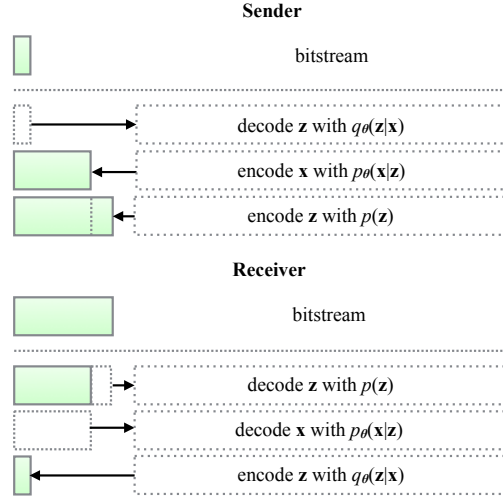 Sender
bitstream
decode z with qθ(z|x)
encode x with pθ(x|z)
encode z with p(z)
Receiver
bitstream
decode z with p(z)
decode x with pθ(x|z)
encode z with qθ(z|x)